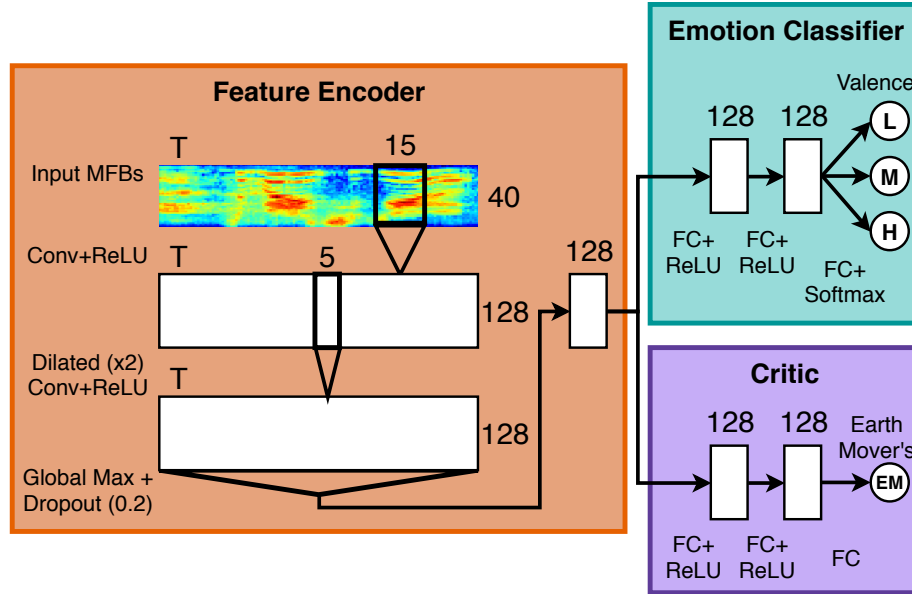 Feature Encoder
T
15
Input MFBs
40
Conv+ReLU
T
5
128
128
Dilated (x2)
Conv+ReLU
T
128
Global Max +
Dropout (0.2)
Emotion Classifier
Valence
128
128
L
M
H
FC+
ReLU
FC+
ReLU
FC+
Softmax
Critic
128
128
Earth
Mover's
EM
FC+
ReLU
FC+
ReLU
FC